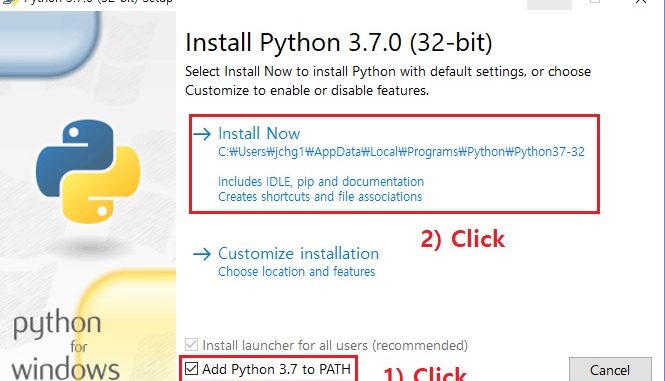 Python 3.7.0 (32-bit) Setup
Install Python 3.7.0 (32-bit)
Select Install Now to install Python with default settings, or choose
Customize to enable or disable features.
→ Install Now
C:₩Users₩jchg1₩AppData₩Local₩Programs₩Python₩Python37-32
Includes IDLE, pip and documentation
Creates shortcuts and file associations
2) Click
→ Customize installation
Choose location and features
python
for
windows
Install launcher for all users (recommended)
Add Python 3.7 to PATH
1) Click
Cancel